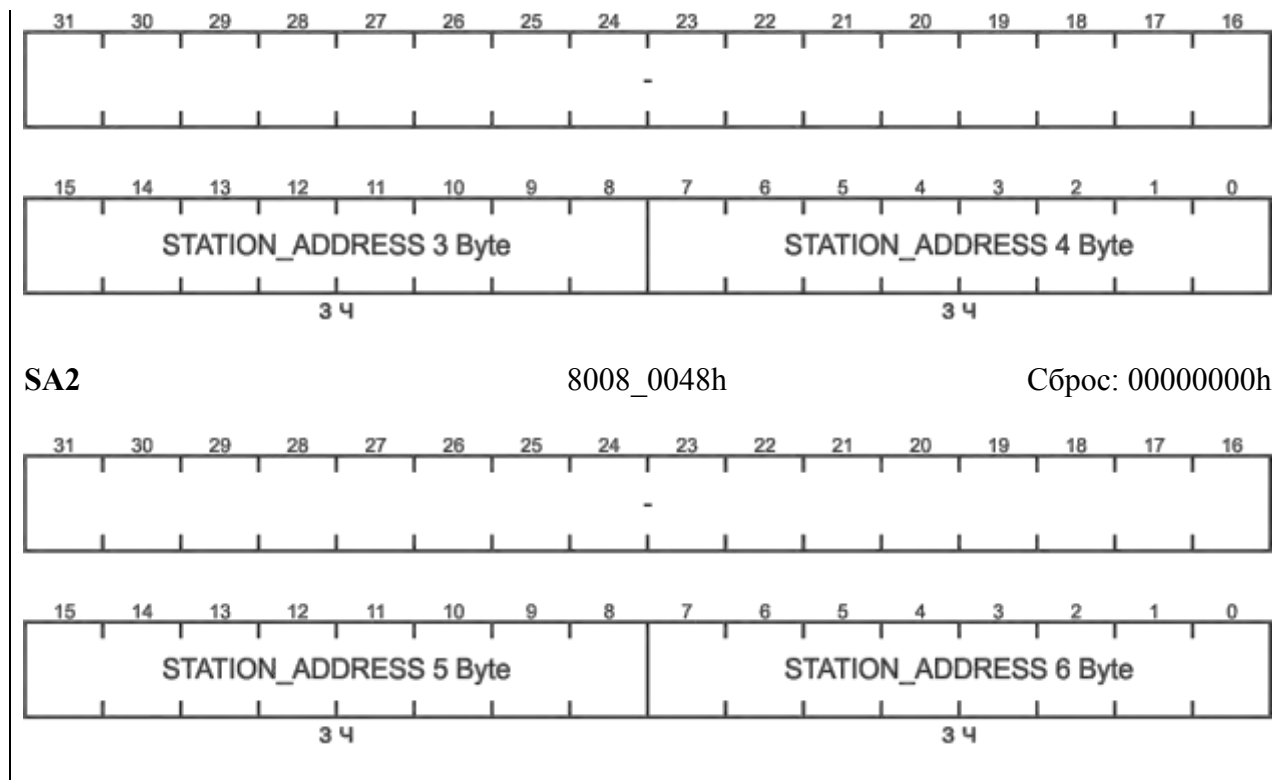 31 30 29 28 27 26 25 24 23 22 21 20 19 18 17 16
-
15 14 13 12 11 10 9 8 7 6 5 4 3 2 1 0
STATION_ADDRESS 3 Byte STATION_ADDRESS 4 Byte
З Ч З Ч
SA2 8008_0048h Сброс: 00000000h
31 30 29 28 27 26 25 24 23 22 21 20 19 18 17 16
-
15 14 13 12 11 10 9 8 7 6 5 4 3 2 1 0
STATION_ADDRESS 5 Byte STATION_ADDRESS 6 Byte
З Ч З Ч